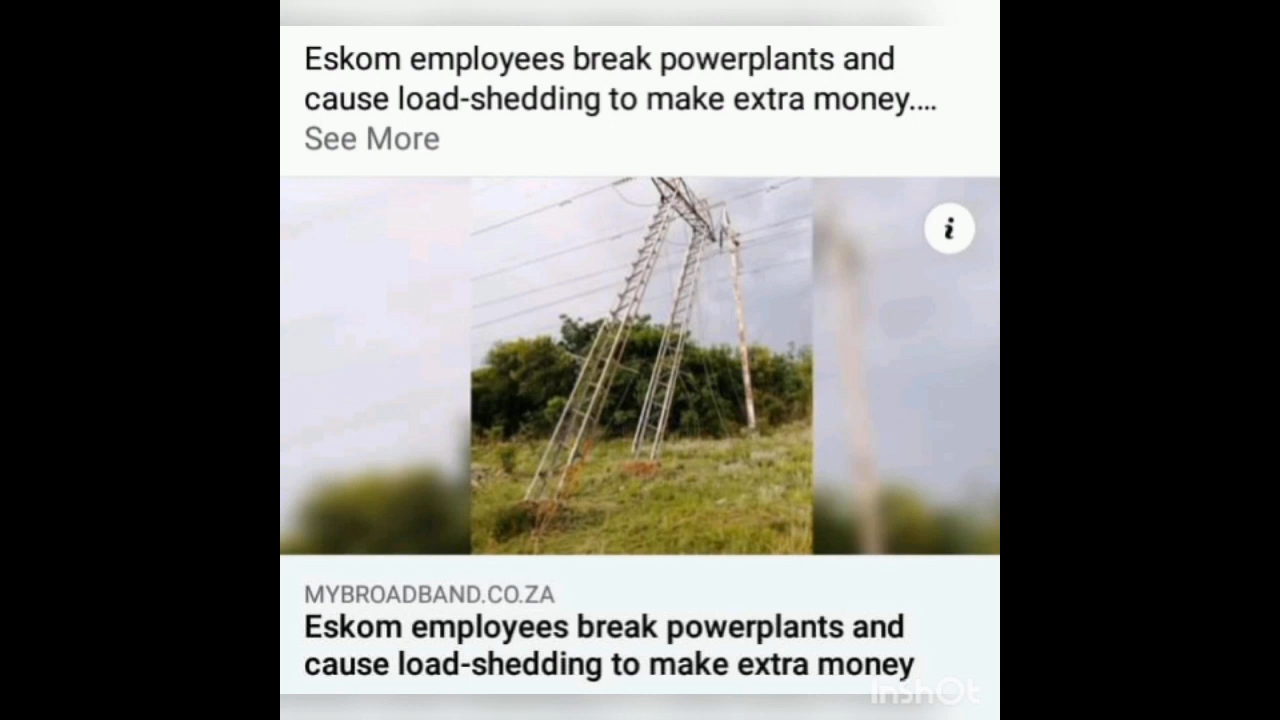 Eskom employees break powerplants and
cause load-shedding to make extra money....
See More
i
MYBROADBAND.CO.ZA
Eskom employees break powerplants and
cause load-shedding to make extra money
InShOt